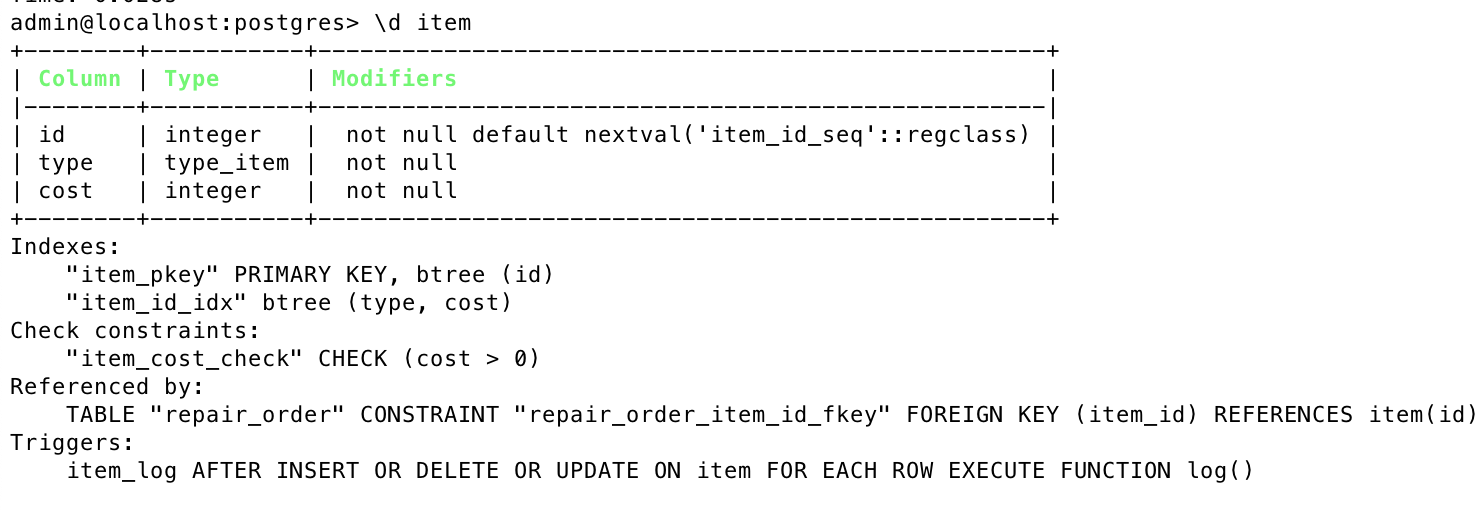 admin@localhost:postgres> \d item
+--------+-----------+----------------------------------------------------+
| Column | Type      | Modifiers                                          |
|--------+-----------+----------------------------------------------------|
| id     | integer   |  not null default nextval('item_id_seq'::regclass) |
| type   | type_item |  not null                                          |
| cost   | integer   |  not null                                          |
+--------+-----------+----------------------------------------------------+
Indexes:
    "item_pkey" PRIMARY KEY, btree (id)
    "item_id_idx" btree (type, cost)
Check constraints:
    "item_cost_check" CHECK (cost > 0)
Referenced by:
    TABLE "repair_order" CONSTRAINT "repair_order_item_id_fkey" FOREIGN KEY (item_id) REFERENCES item(id)
Triggers:
    item_log AFTER INSERT OR DELETE OR UPDATE ON item FOR EACH ROW EXECUTE FUNCTION log()